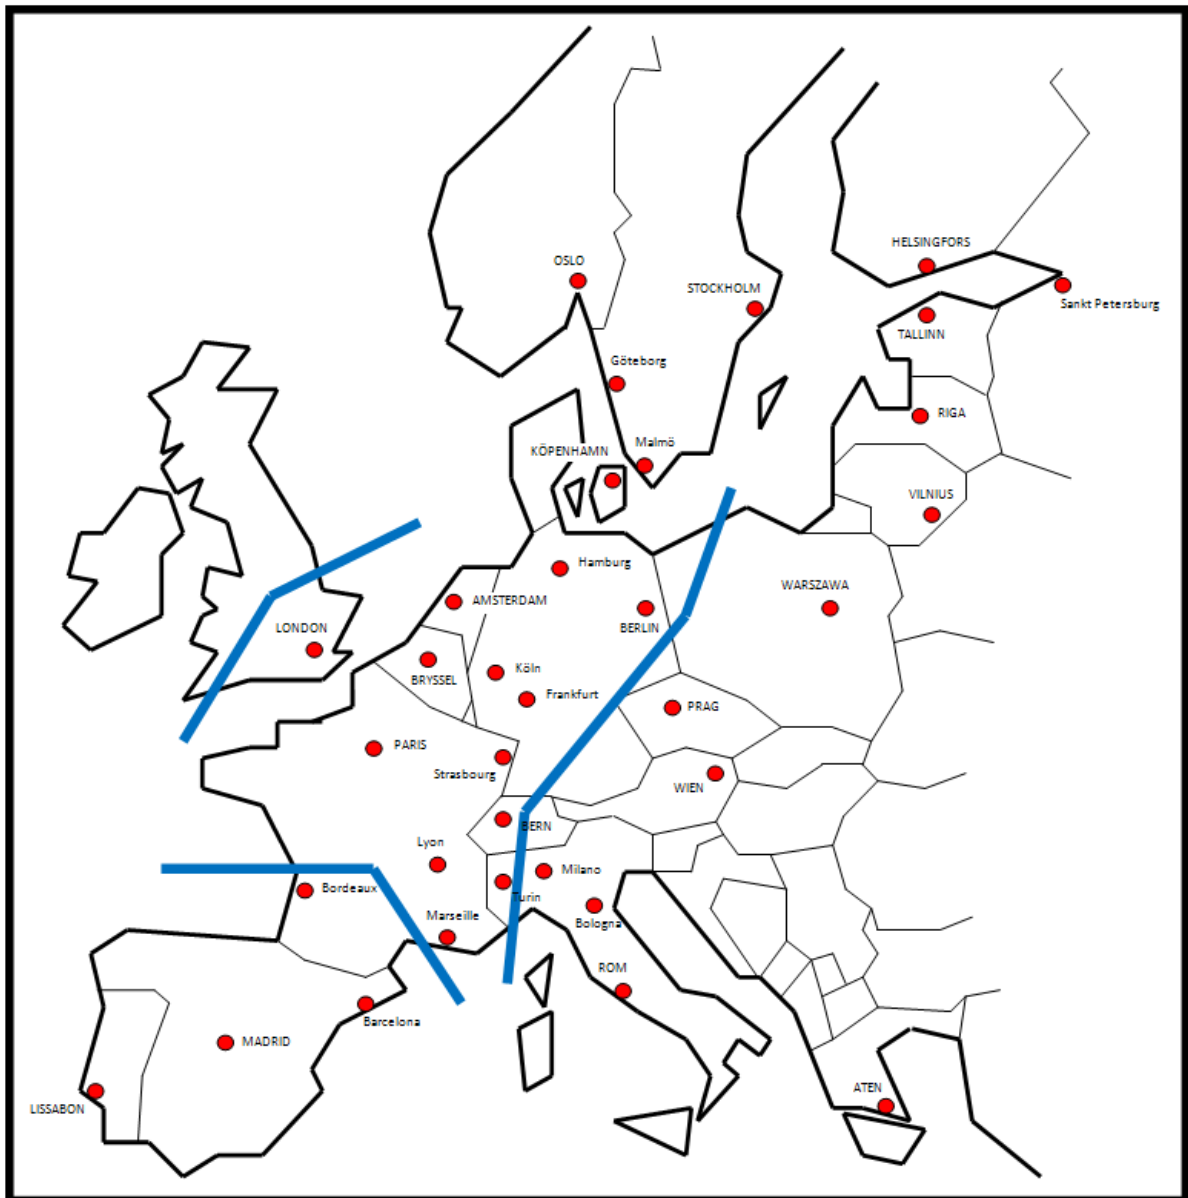 HELSINGFORS
OSLO
STOCKHOLM
Sankt Petersburg
TALLINN
Göteborg
RIGA
Malmö
KÖPENHAMN
VILNIUS
Hamburg
WARSZAWA
AMSTERDAM
LONDON
BERLIN
Köln
BRYSSEL
Frankfurt
PRAG
PARIS
Strasbourg
WIEN
BERN
Lyon
Milano
Bordeaux
Turin
Marseille
Bologna
ROM
Barcelona
MADRID
ATEN
LISSABON